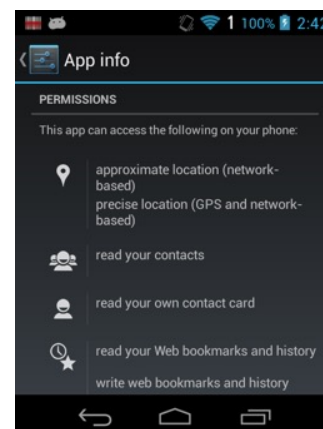 1 100% 2:42
App info
PERMISSIONS
This app can access the following on your phone:
approximate location (network-
based)
precise location (GPS and network-
based)
read your contacts
read your own contact card
read your Web bookmarks and history
write web bookmarks and history